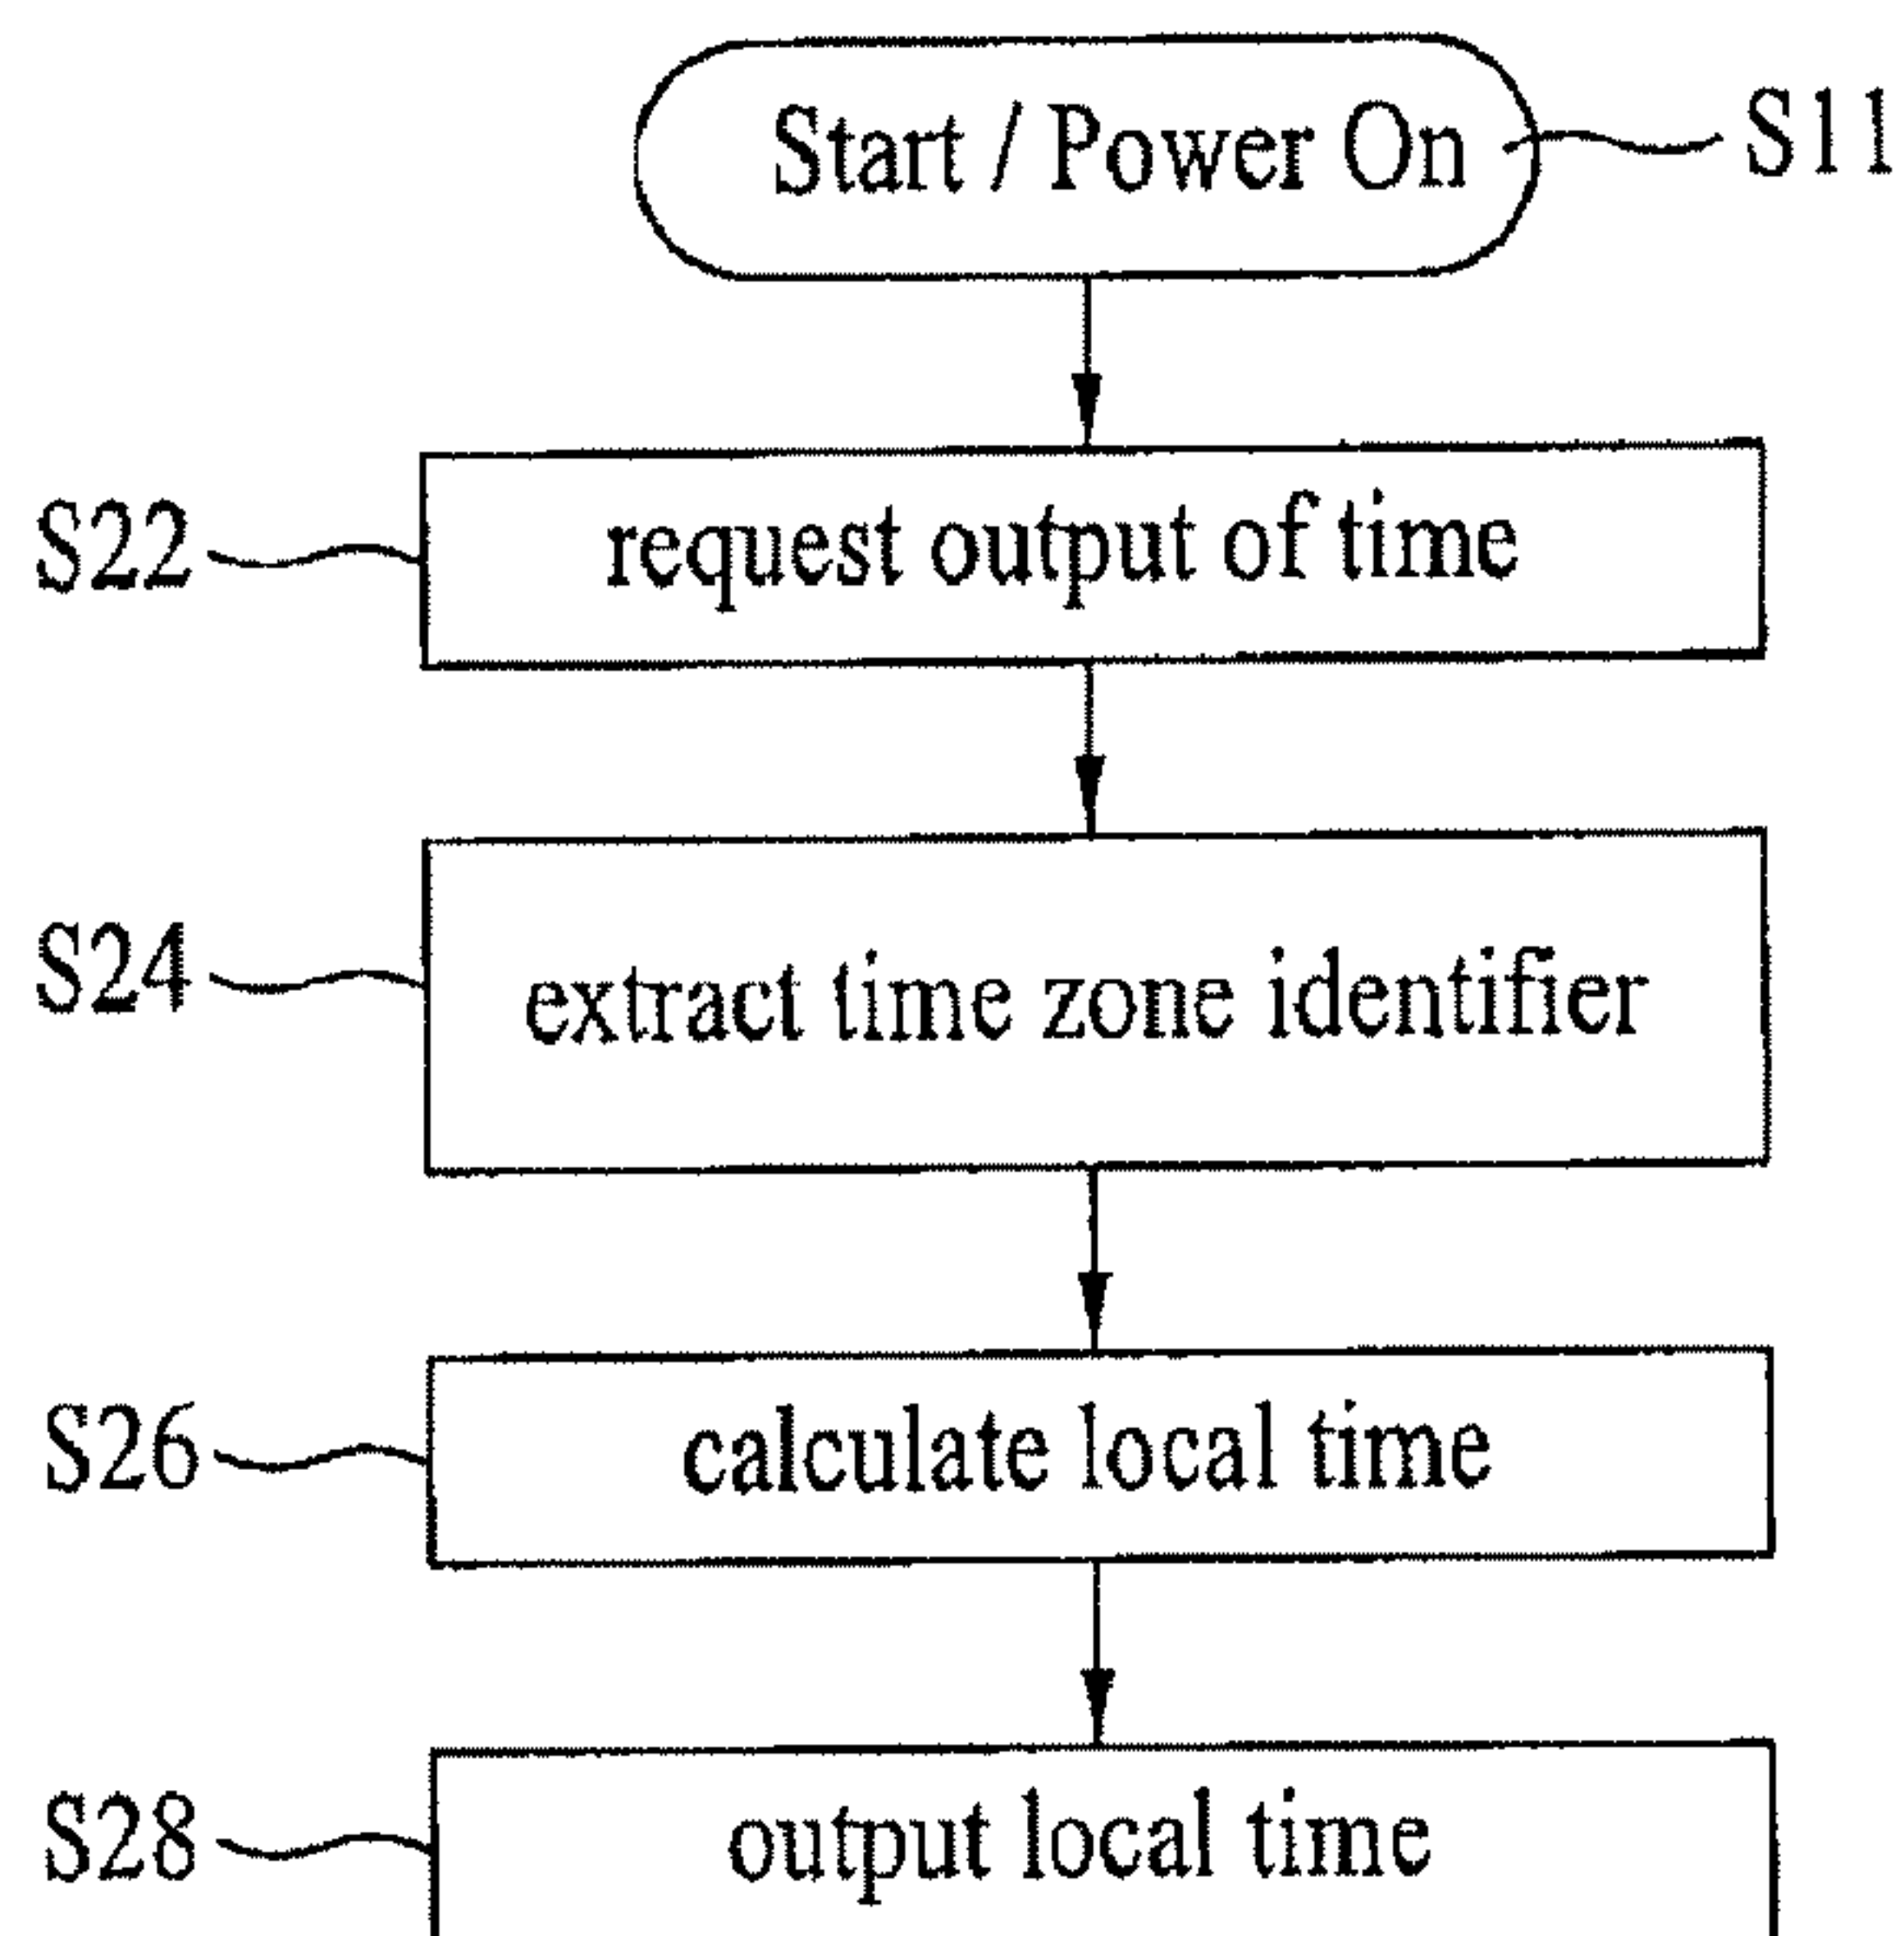 Start / Power On
S11
S22
request output of time
S24
extract time zone identifier
S26
calculate local time
S28
output local time